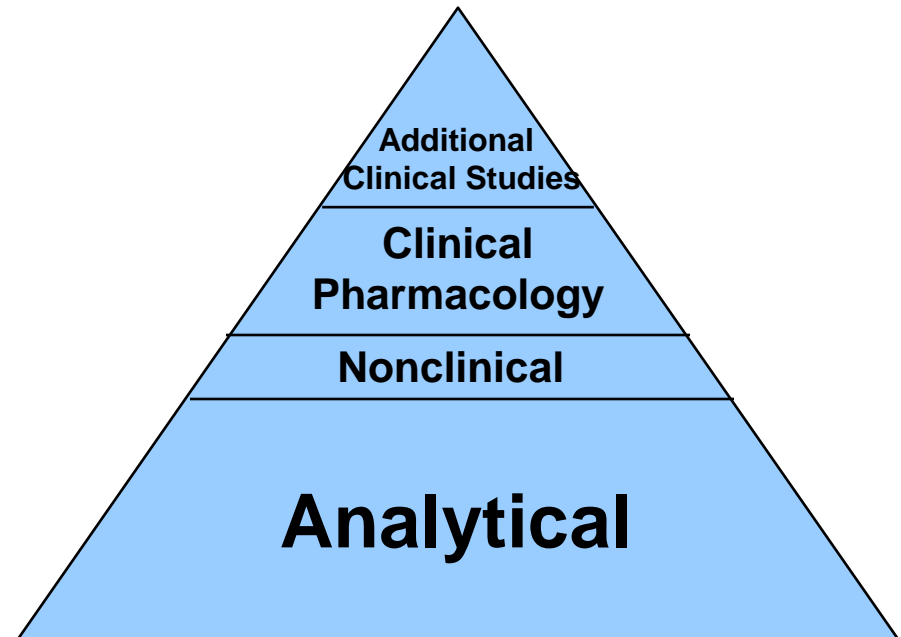 Additional
Clinical Studies
Clinical
Pharmacology
Nonclinical
Analytical